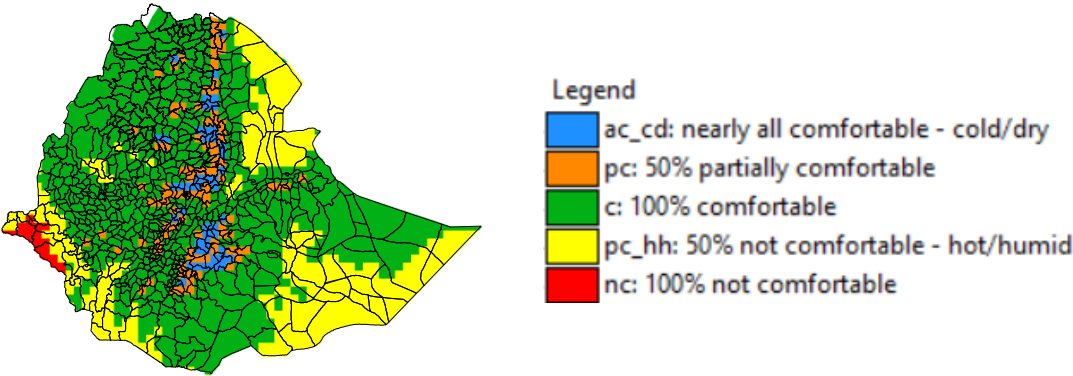 Legend
ac_cd: nearly all comfortable - cold/dry
pc: 50% partially comfortable
c: 100% comfortable
pc_hh: 50% not comfortable - hot/humid
nc: 100% not comfortable